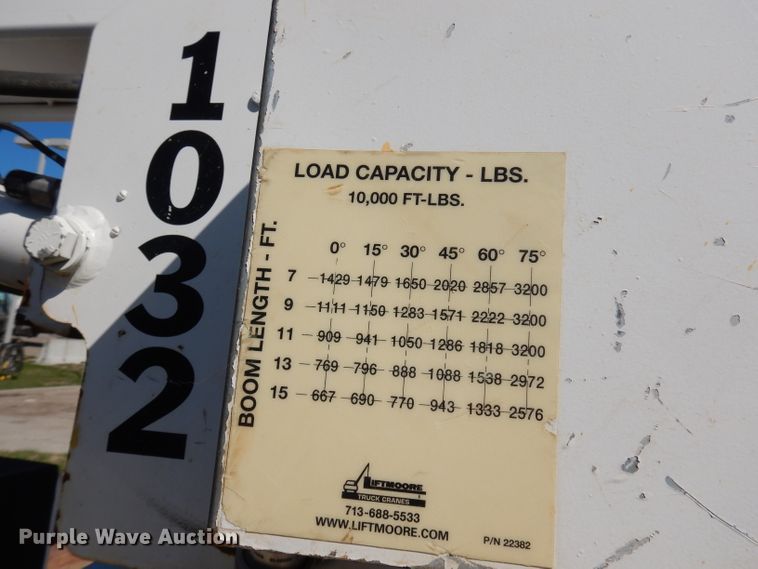 1032
LOAD CAPACITY - LBS.
10,000 FT-LBS.
BOOM LENGTH - FT.
0° 15° 30° 45° 60° 75°
7 1429 1479 1650 2020 2857 3200
9 1111 1150 1283 1571 2222 3200
11 909 941 1050 1286 1818 3200
13 769 796 888 1088 1538 2972
15 667 690 770 943 1333 2576
LIFTMOORE
TRUCK CRANES
713-688-5533
WWW.LIFTMOORE.COM
P/N 22382
Purple Wave Auction